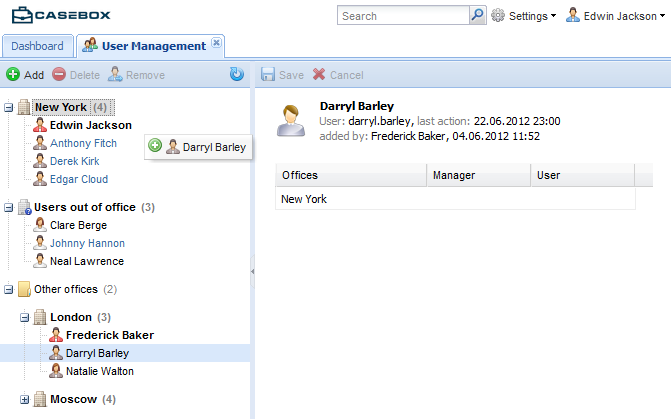 CASEBOX
Search
Settings
Edwin Jackson
Dashboard
User Management
Add
Delete
Remove
Save
Cancel
New York (4)
Edwin Jackson
Anthony Fitch
Derek Kirk
Edgar Cloud
Darryl Barley
Users out of office (3)
Clare Berge
Johnny Hannon
Neal Lawrence
Other offices (2)
London (3)
Frederick Baker
Darryl Barley
Natalie Walton
Moscow (4)
Darryl Barley
User: darryl.barley, last action: 22.06.2012 23:00
added by: Frederick Baker, 04.06.2012 11:52
Offices Manager User
New York